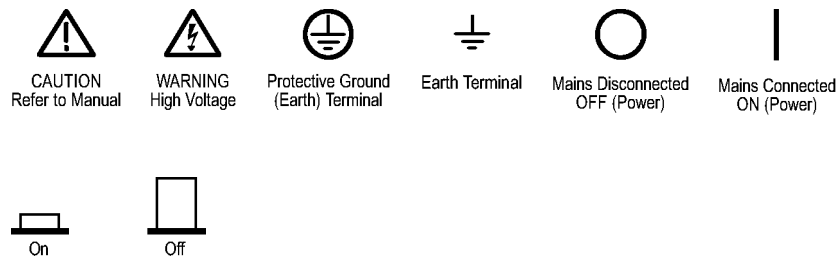 CAUTION
Refer to Manual
WARNING
High Voltage
Protective Ground
(Earth) Terminal
Earth Terminal
Mains Disconnected
OFF (Power)
Mains Connected
ON (Power)
On
Off